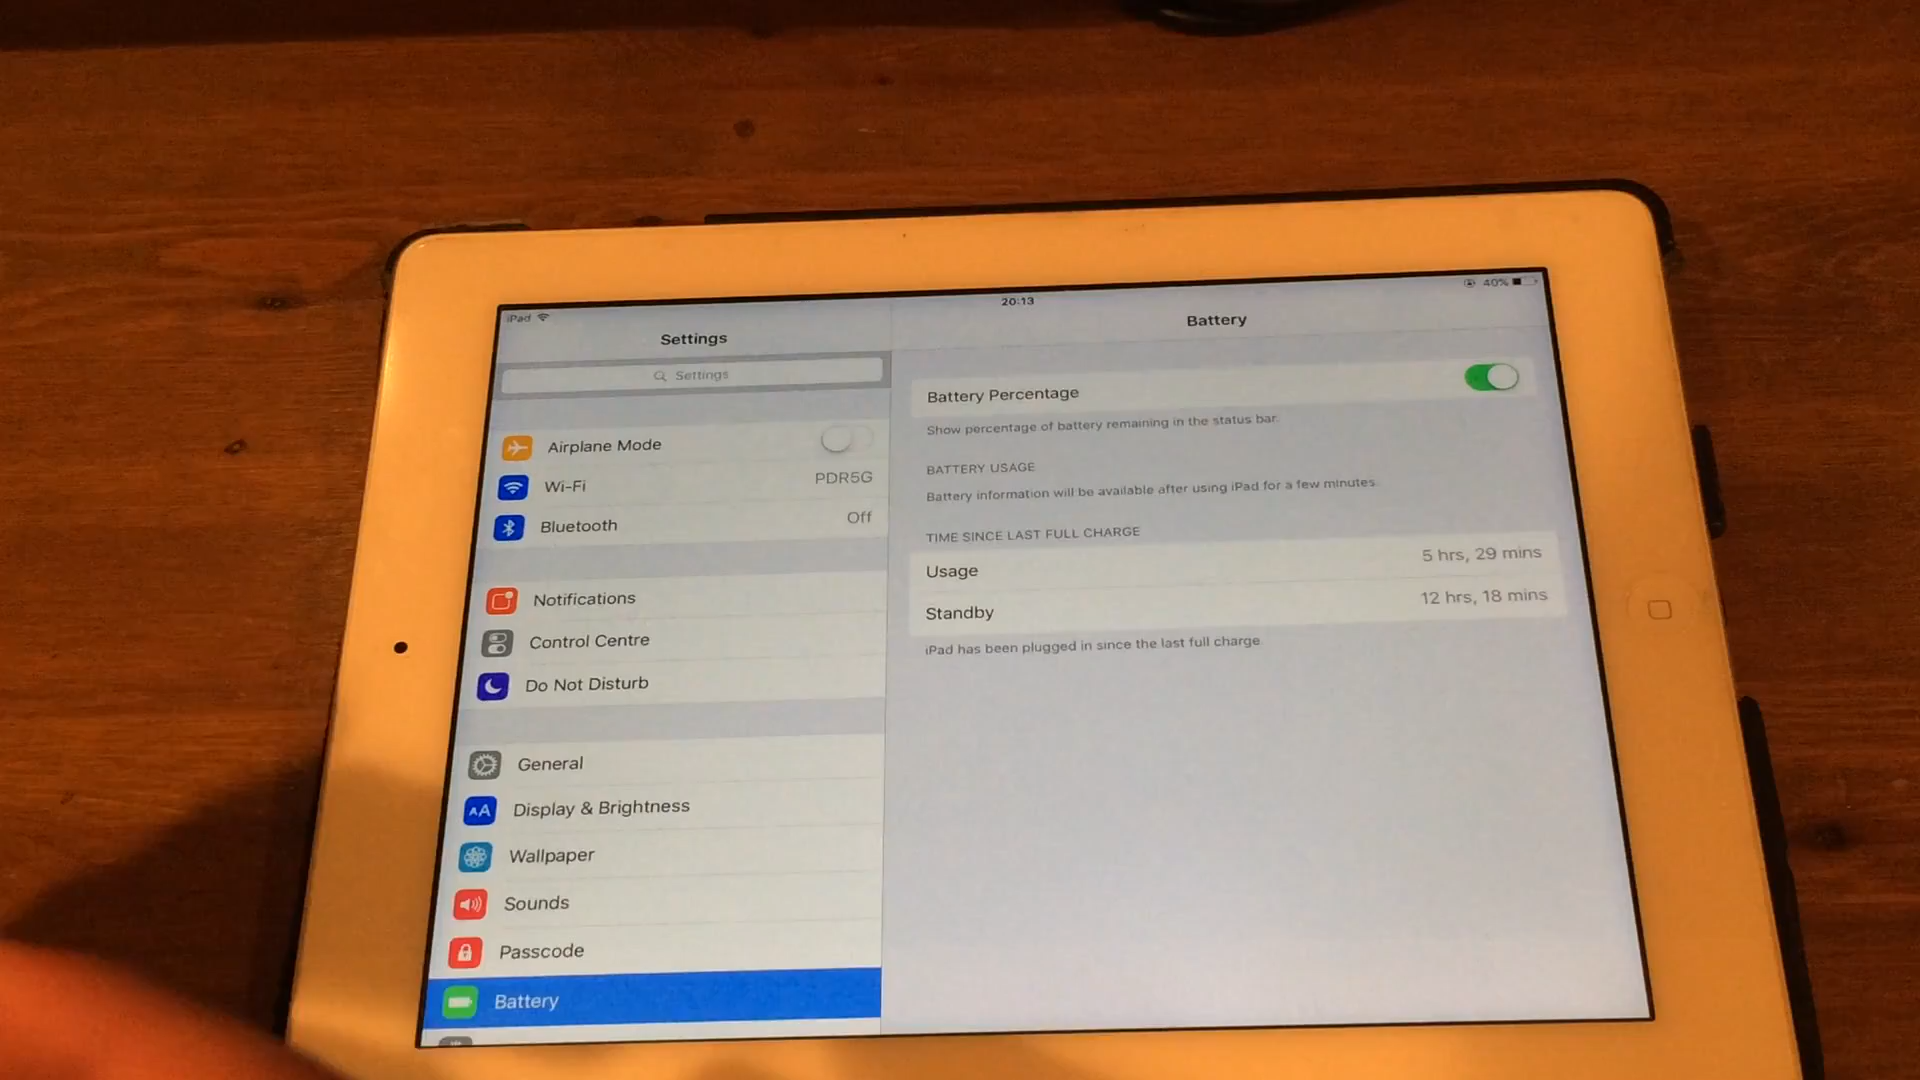 iPad
20:13
40%
Settings
Battery
Settings
Airplane Mode
Wi-Fi
PDR5G
Bluetooth
Off
Notifications
Control Centre
Do Not Disturb
General
AA
Display & Brightness
Wallpaper
Sounds
Passcode
Battery
Battery Percentage
Show percentage of battery remaining in the status bar.
BATTERY USAGE
Battery information will be available after using iPad for a few minutes.
TIME SINCE LAST FULL CHARGE
Usage
5 hrs, 29 mins
Standby
12 hrs, 18 mins
iPad has been plugged in since the last full charge